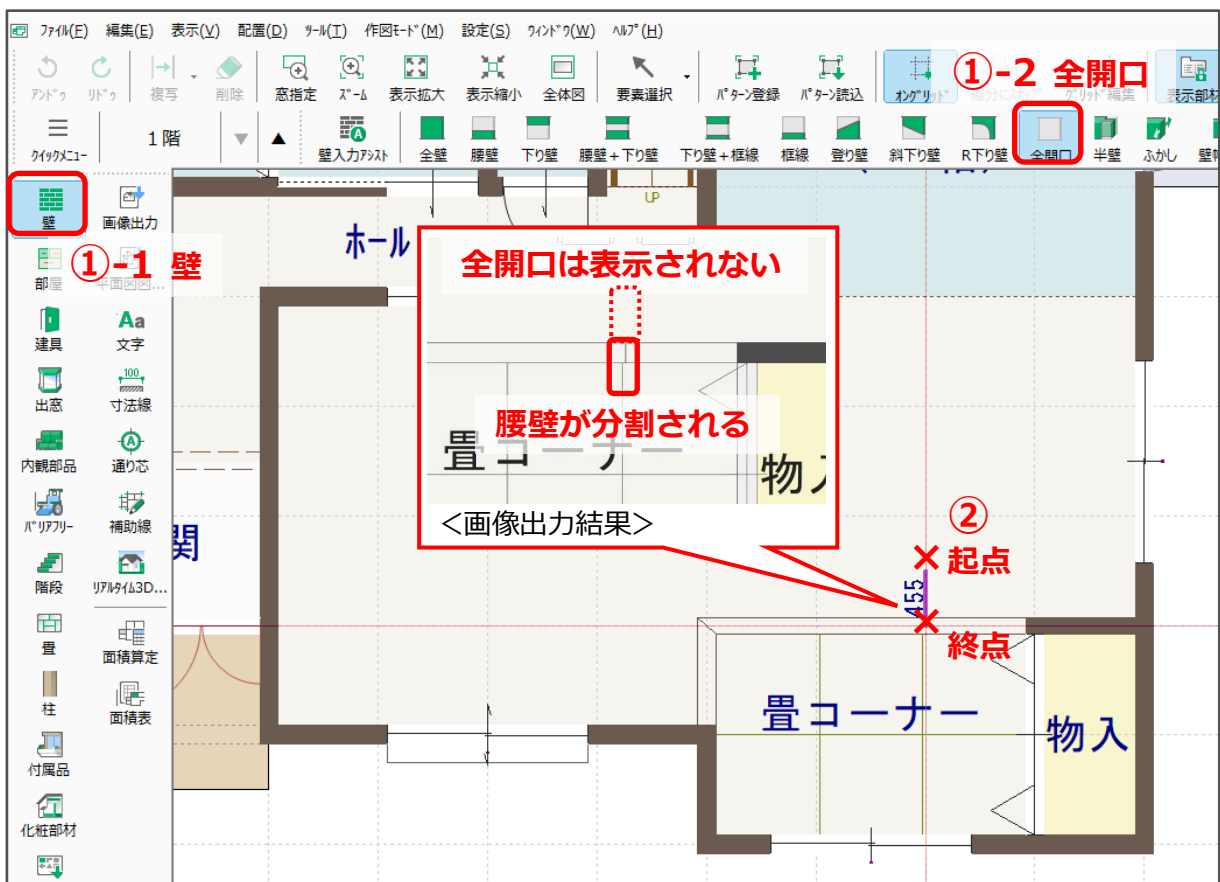 ﾌｧｲﾙ(F) 編集(E) 表示(V) 配置(D) ﾂｰﾙ(T) 作図ﾓｰﾄﾞ(M) 設定(S) ｳｨﾝﾄﾞｳ(W) ﾍﾙﾌﾟ(H)
①-2 全開口
ｱﾝﾄﾞｩ ﾘﾄﾞｩ 複写 削除 窓指定 ｽﾞｰﾑ 表示拡大 表示縮小 全体図 要素選択 ﾊﾟﾀｰﾝ登録 ﾊﾟﾀｰﾝ読込 ｵﾝｸﾞﾘｯﾄﾞ ｸﾞﾘｯﾄﾞ編集 表示部材
1 階
ｸｲｯｸﾒﾆｭｰ 壁入力ｱｼｽﾄ 全壁 腰壁 下り壁 腰壁+下り壁 下り壁+框線 框線 登り壁 斜下り壁 R下り壁 全開口 半壁 ふかし
壁 画像出力
①-1 壁
部屋
建具 文字
Aa
100
出窓 寸法線
内観部品 通り芯
ﾊﾞﾘｱﾌﾘｰ 補助線
階段 ﾘｱﾙﾀｲﾑ3D...
畳 面積算定
柱 面積表
付属品
化粧部材
UP
ホール
全開口は表示されない
腰壁が分割される
畳コーナー
物入
＜画像出力結果＞
関
②
起点
455
終点
畳コーナー
物入